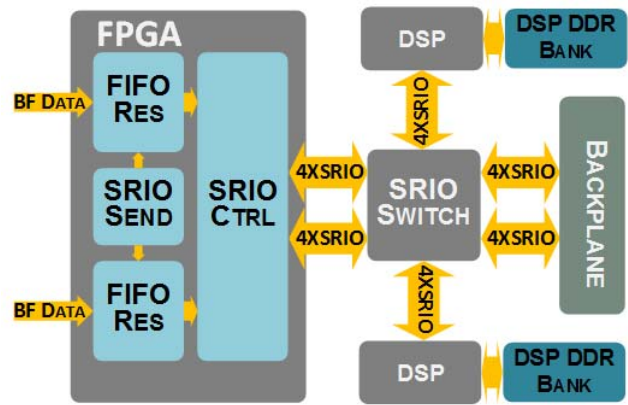 FPGA
BF DATA
FIFO
RES
SRIO
SEND
BF DATA
FIFO
RES
SRIO
CTRL
4XSRIO
4XSRIO
DSP
DSP DDR
BANK
4XSRIO
SRIO
SWITCH
4XSRIO
4XSRIO
BACKPLANE
4XSRIO
DSP
DSP DDR
BANK